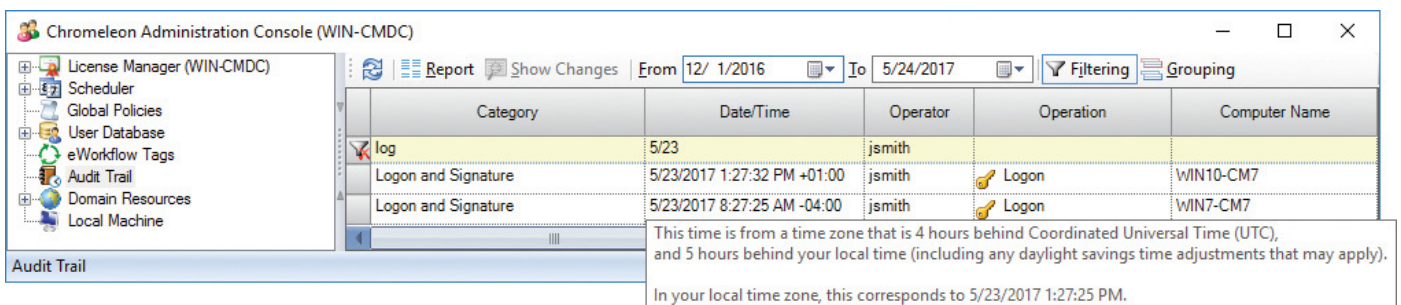 Chromeleon Administration Console (WIN-CMDC)
License Manager (WIN-CMDC)
Scheduler
Global Policies
User Database
eWorkflow Tags
Audit Trail
Domain Resources
Local Machine
Report Show Changes From 12/ 1/2016 To 5/24/2017 Filtering Grouping
Category Date/Time Operator Operation Computer Name
log 5/23 jsmith
Logon and Signature 5/23/2017 1:27:32 PM +01:00 jsmith Logon WIN10-CM7
Logon and Signature 5/23/2017 8:27:25 AM -04:00 jsmith Logon WIN7-CM7
This time is from a time zone that is 4 hours behind Coordinated Universal Time (UTC),
and 5 hours behind your local time (including any daylight savings time adjustments that may apply).
In your local time zone, this corresponds to 5/23/2017 1:27:25 PM.
Audit Trail